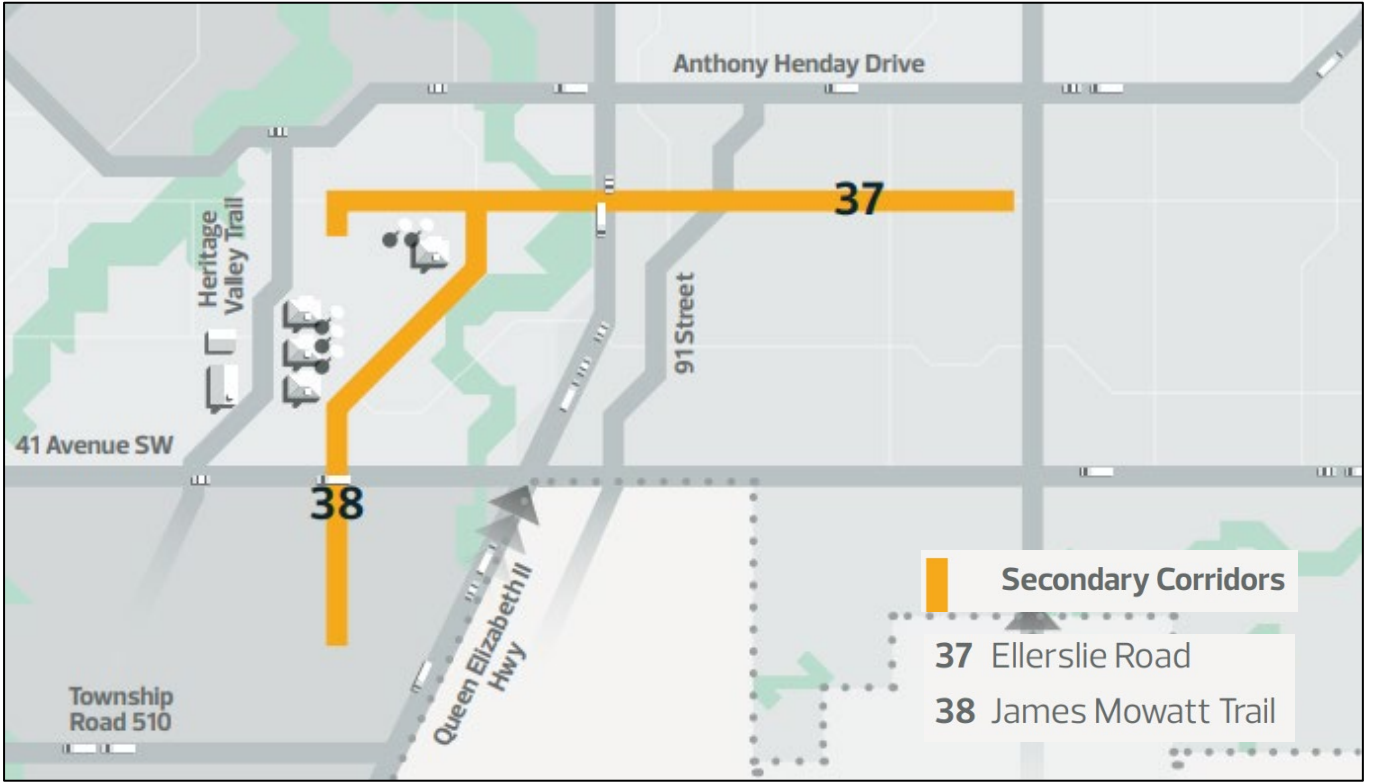 Anthony Henday Drive
37
Heritage
Valley Trail
91 Street
41 Avenue SW
38
Queen Elizabeth II
Hwy
Township
Road 510
Secondary Corridors
37 Ellerslie Road
38 James Mowatt Trail